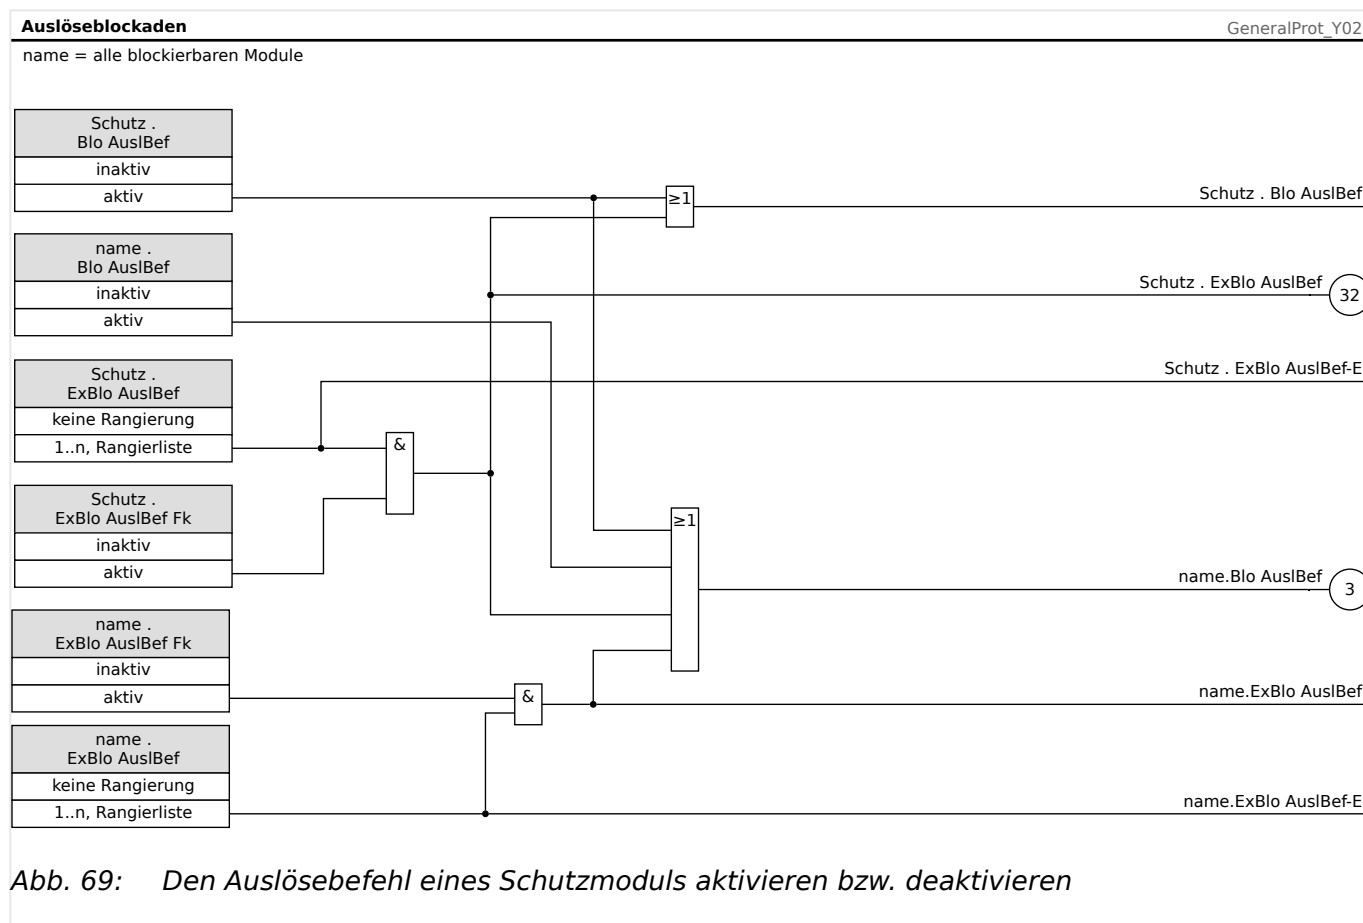 Auslöseblockaden
GeneralProt_Y02
name = alle blockierbaren Module
Schutz .
Blo AuslBef
inaktiv
aktiv
≥1
Schutz . Blo AuslBef
name .
Blo AuslBef
inaktiv
aktiv
Schutz . ExBlo AuslBef
32
Schutz .
ExBlo AuslBef
keine Rangierung
1..n, Rangierliste
&
Schutz . ExBlo AuslBef-E
Schutz .
ExBlo AuslBef Fk
inaktiv
aktiv
≥1
name.Blo AuslBef
3
name .
ExBlo AuslBef Fk
inaktiv
aktiv
&
name.ExBlo AuslBef
name .
ExBlo AuslBef
keine Rangierung
1..n, Rangierliste
name.ExBlo AuslBef-E
Abb. 69: Den Auslösebefehl eines Schutzmoduls aktivieren bzw. deaktivieren